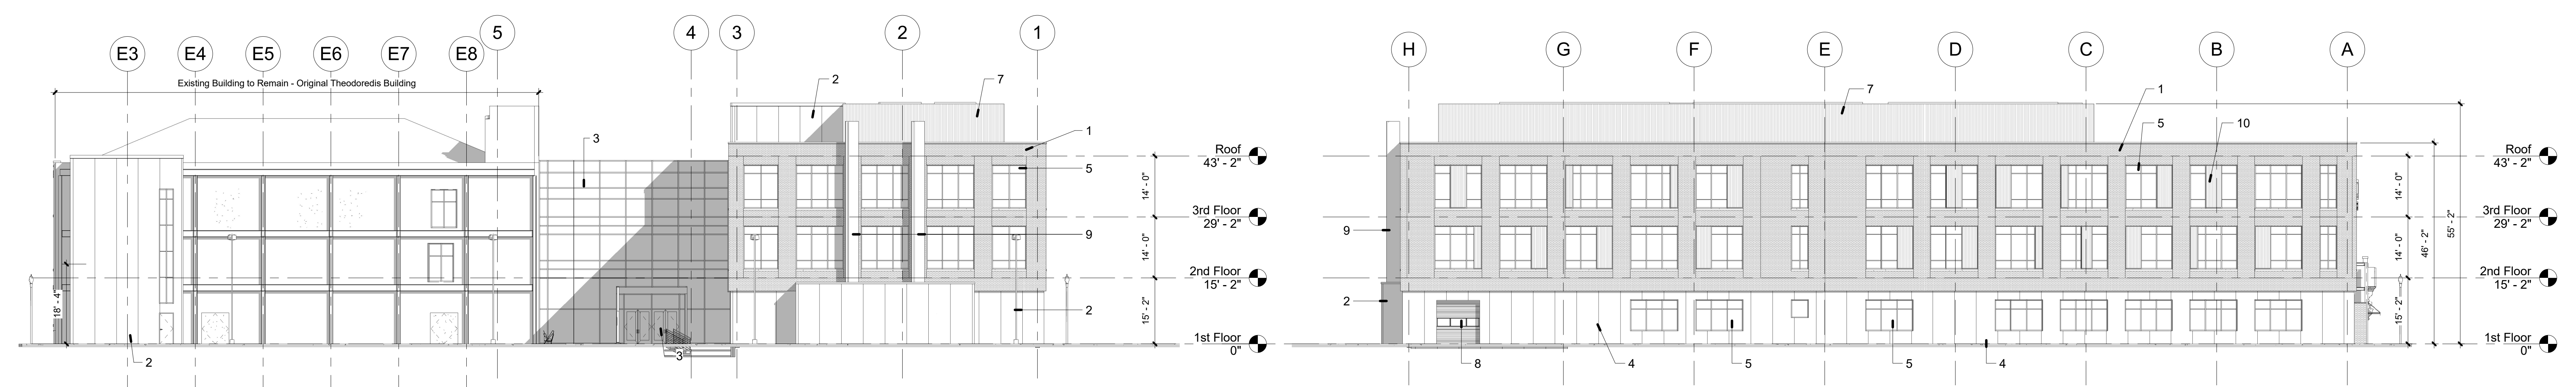 E3 E4 E5 E6 E7 E8 5 4 3 2 1
Existing Building to Remain - Original Theodoredis Building
2
7
3
1
5
9
2
3
2
18' - 4"
14' - 0"
14' - 0"
15' - 2"
Roof
43' - 2"
3rd Floor
29' - 2"
2nd Floor
15' - 2"
1st Floor
0"
H G F E D C B A
7
1
5
10
9
2
8
4
5
5
4
14' - 0"
14' - 0"
15' - 2"
46' - 2"
55' - 2"
Roof
43' - 2"
3rd Floor
29' - 2"
2nd Floor
15' - 2"
1st Floor
0"